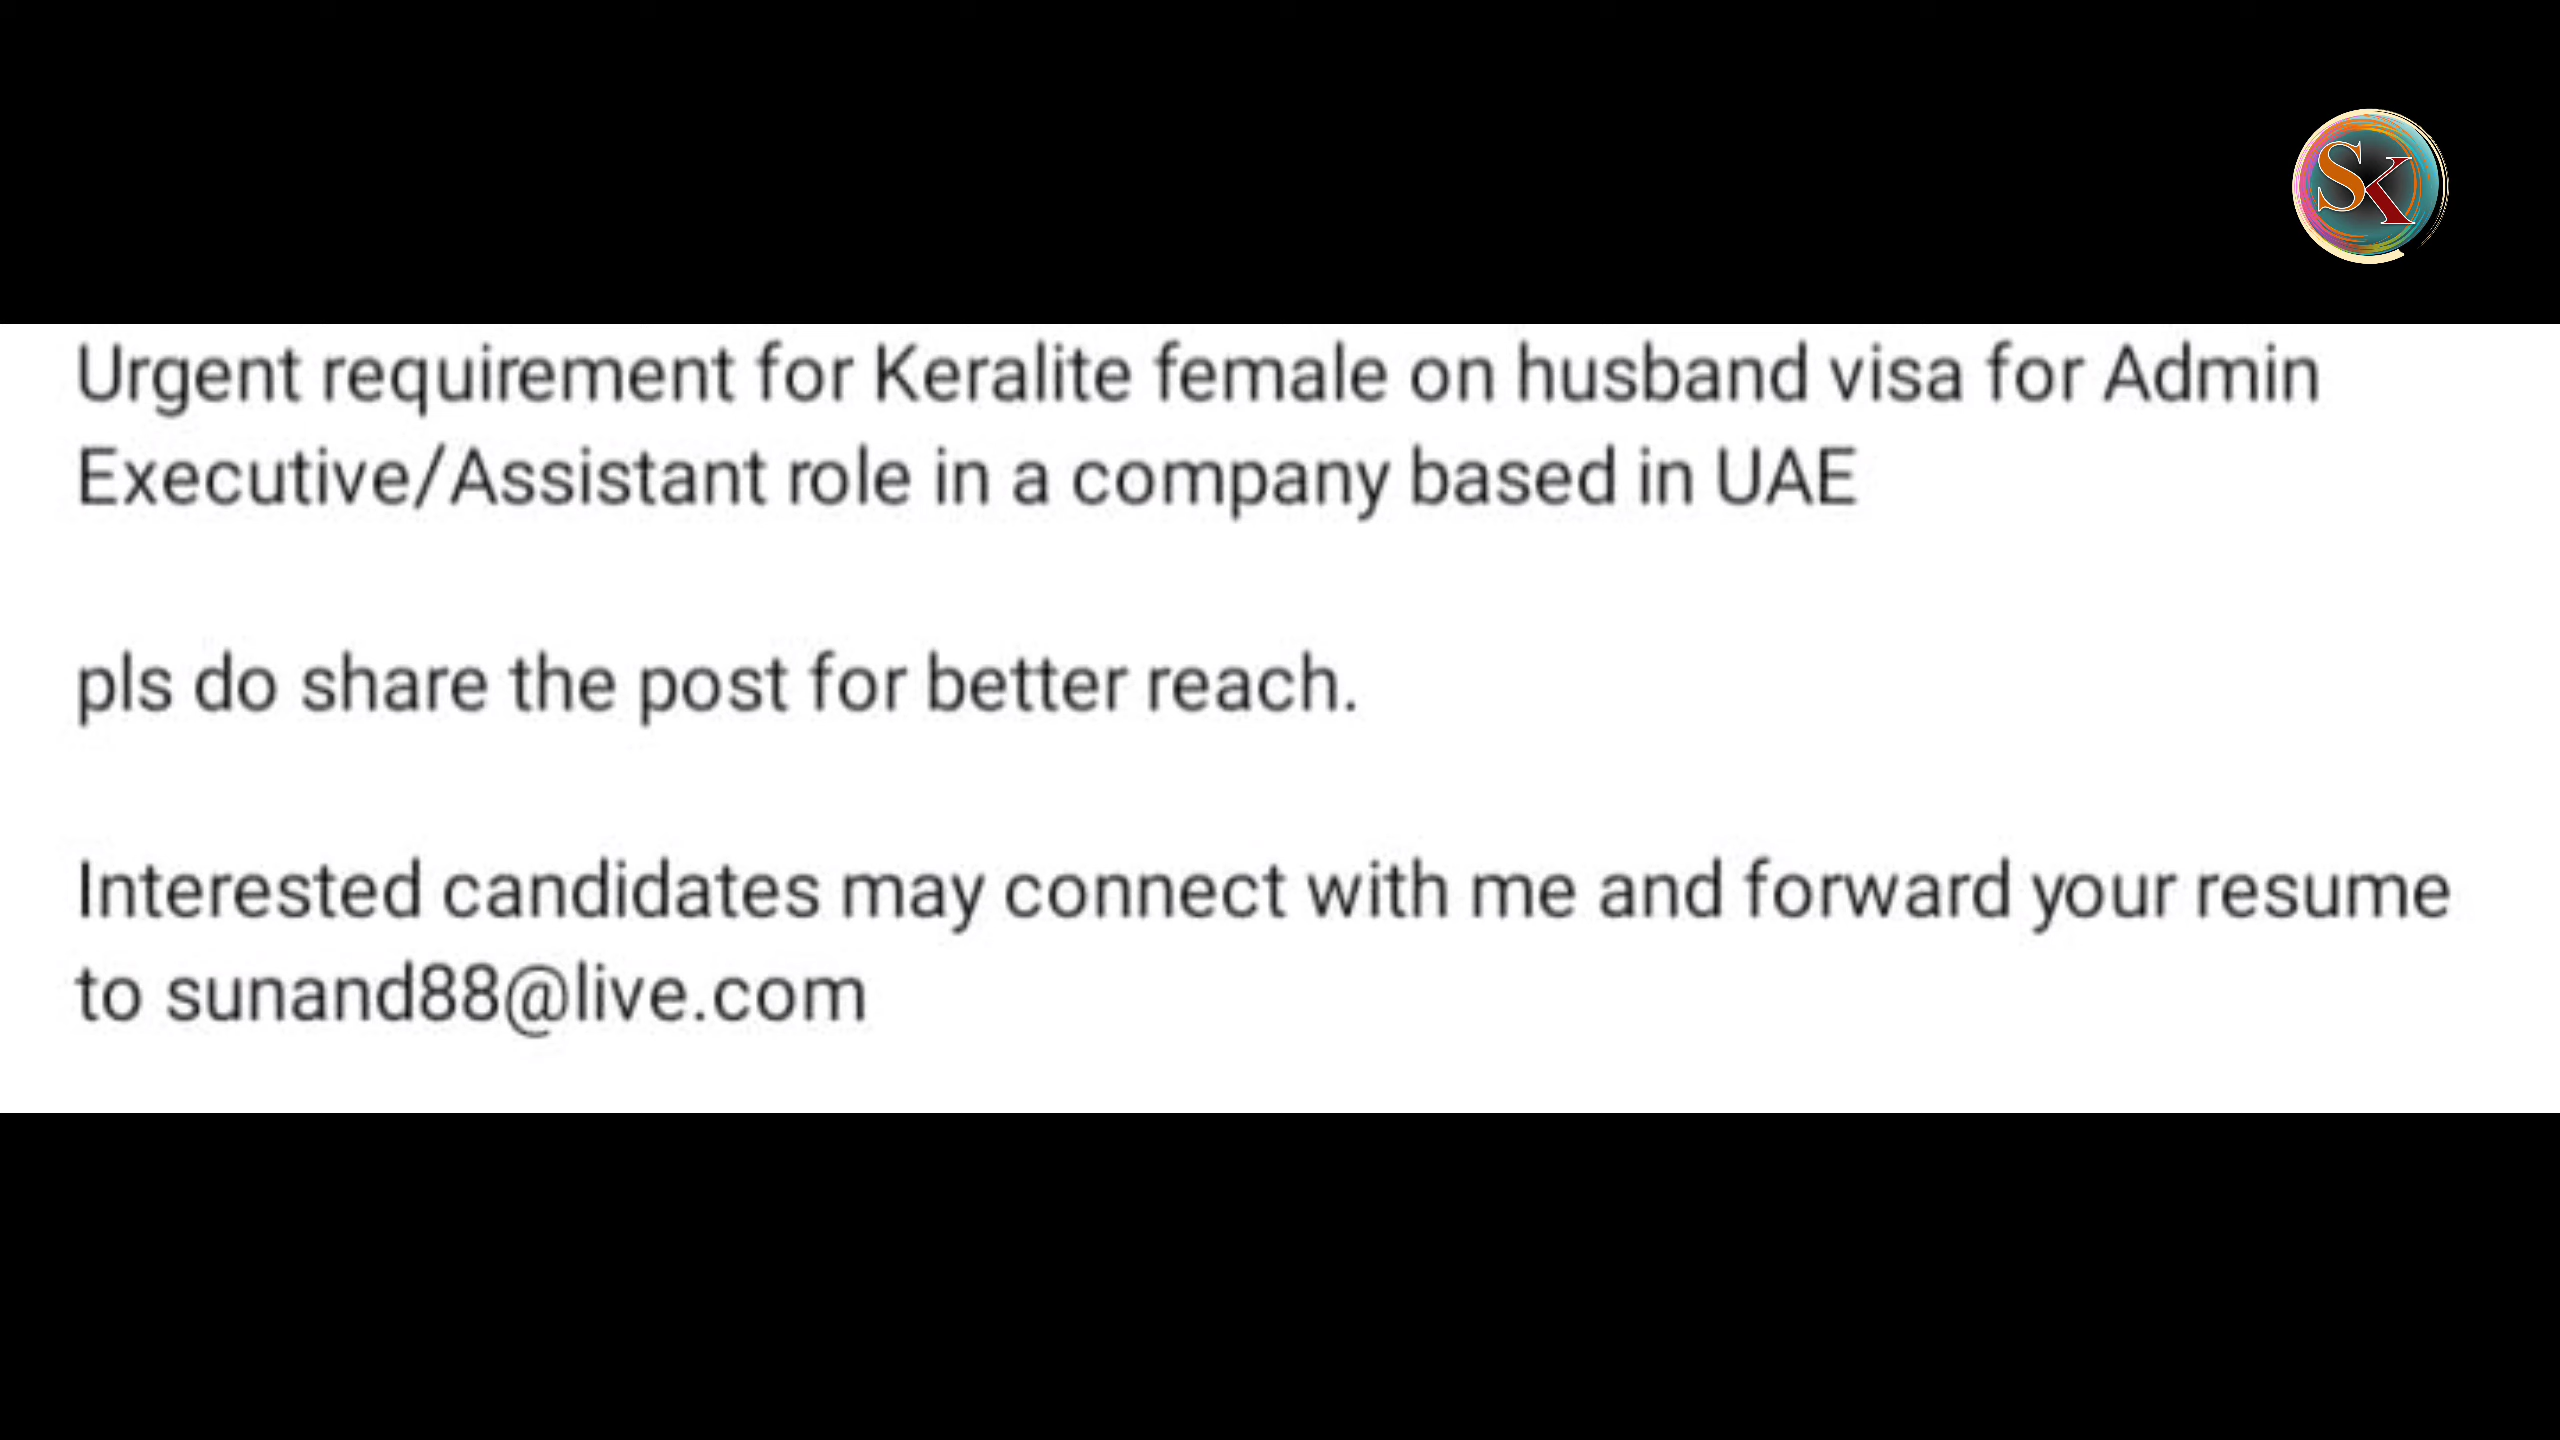 SK
Urgent requirement for Keralite female on husband visa for Admin
Executive/Assistant role in a company based in UAE
pls do share the post for better reach.
Interested candidates may connect with me and forward your resume
to sunand88@live.com